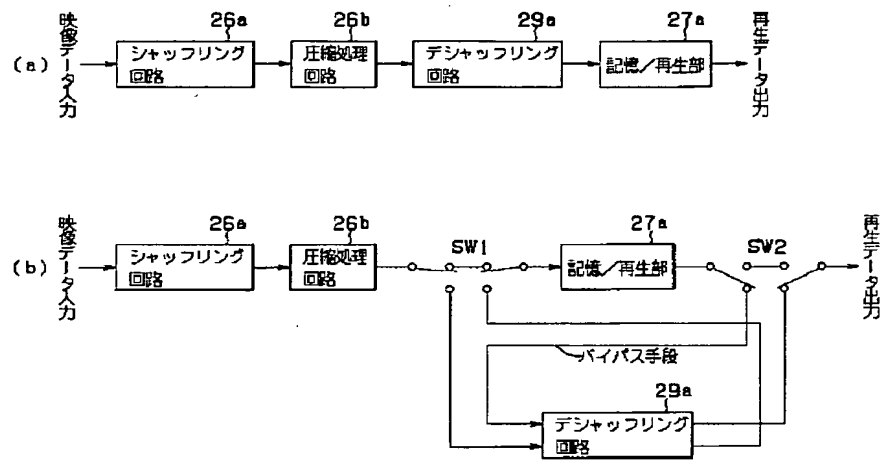 (a)
映像データ入力
26a
シャッフリング
回路
26b
圧縮処理
回路
29a
デシャッフリング
回路
27a
記憶/再生部
再生データ出力
(b)
映像データ入力
26a
シャッフリング
回路
26b
圧縮処理
回路
SW1
27a
記憶/再生部
SW2
再生データ出力
バイパス手段
29a
デシャッフリング
回路